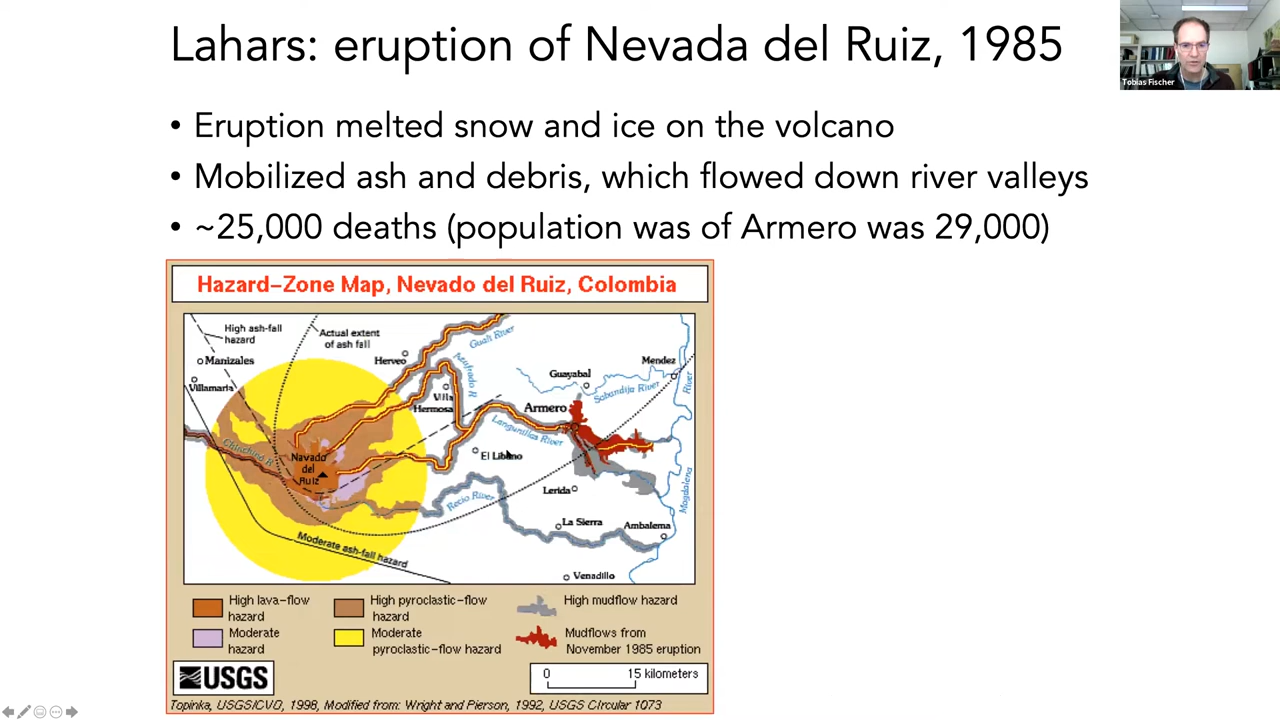 Lahars: eruption of Nevada del Ruiz, 1985
Tobias Fischer
• Eruption melted snow and ice on the volcano
• Mobilized ash and debris, which flowed down river valleys
• ~25,000 deaths (population was of Armero was 29,000)
Hazard-Zone Map, Nevado del Ruiz, Colombia
High ash-fall
hazard
Actual extent
of ash fall
Manizales
Villamaria
Herveo
Guali River
Azufrado R
Villa
Hermosa
Guayabal
Mendez
Sabandija River
River
Armero
Lagunillas River
Chinchina R
Nevado
del
Ruiz
El Libano
Recio River
Lerida
Magdalena
La Sierra
Ambalema
Moderate ash-fall hazard
Venadillo
High lava-flow
hazard
High pyroclastic-flow
hazard
High mudflow hazard
Moderate
hazard
Moderate
pyroclastic-flow hazard
Mudflows from
November 1985 eruption
USGS
0 15 kilometers
Topinka, USGS/CVO, 1998, Modified from: Wright and Pierson, 1992, USGS Circular 1073